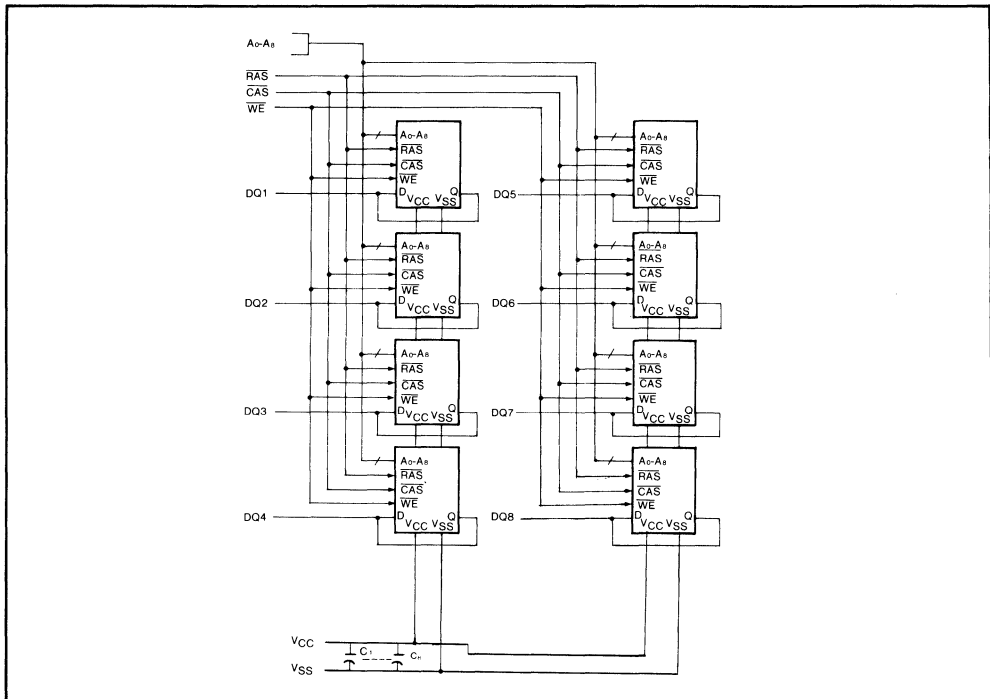 A0-A8
RAS
CAS
WE
A0-A8
RAS
CAS
WE
DQ1
D
VCC VSS
Q
A0-A8
RAS
CAS
WE
DQ2
D
VCC VSS
Q
A0-A8
RAS
CAS
WE
DQ3
D
VCC VSS
Q
A0-A8
RAS
CAS
WE
DQ4
D
VCC VSS
Q
A0-A8
RAS
CAS
WE
DQ5
D
VCC VSS
Q
A0-A8
RAS
CAS
WE
DQ6
D
VCC VSS
Q
A0-A8
RAS
CAS
WE
DQ7
D
VCC VSS
Q
A0-A8
RAS
CAS
WE
DQ8
D
VCC VSS
Q
VCC
C1
VSS